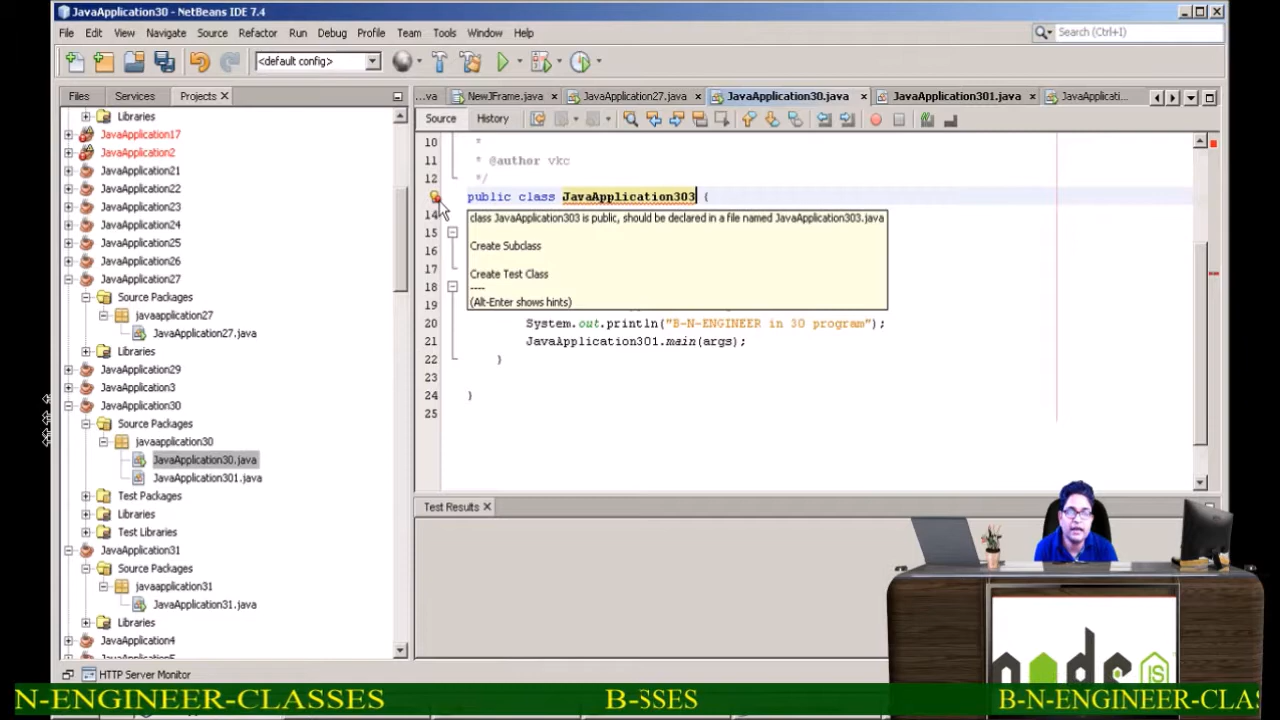 JavaApplication30 - NetBeans IDE 7.4
File Edit View Navigate Source Refactor Run Debug Profile Team Tools Window Help
Search (Ctrl+I)
<default config>
Files Services Projects
...va NewJFrame.java JavaApplication27.java JavaApplication30.java JavaApplication301.java JavaApplicati...
Source History
Libraries
JavaApplication17
JavaApplication2
JavaApplication21
JavaApplication22
JavaApplication23
JavaApplication24
JavaApplication25
JavaApplication26
JavaApplication27
Source Packages
javaapplication27
JavaApplication27.java
Libraries
JavaApplication29
JavaApplication3
JavaApplication30
Source Packages
javaapplication30
JavaApplication30.java
JavaApplication301.java
Test Packages
Libraries
Test Libraries
JavaApplication31
Source Packages
javaapplication31
JavaApplication31.java
Libraries
JavaApplication4
HTTP Server Monitor
10 *
11 * @author vkc
12 */
public class JavaApplication303 {
14
15
16
17
18
19
20 System.out.println("B-N-ENGINEER in 30 program");
21 JavaApplication301.main(args);
22 }
23
24 }
25
class JavaApplication303 is public, should be declared in a file named JavaApplication303.java
Create Subclass
Create Test Class
----
(Alt-Enter shows hints)
Test Results
node
JS
N-ENGINEER-CLASSES B-SSES B-N-ENGINEER-CLAS